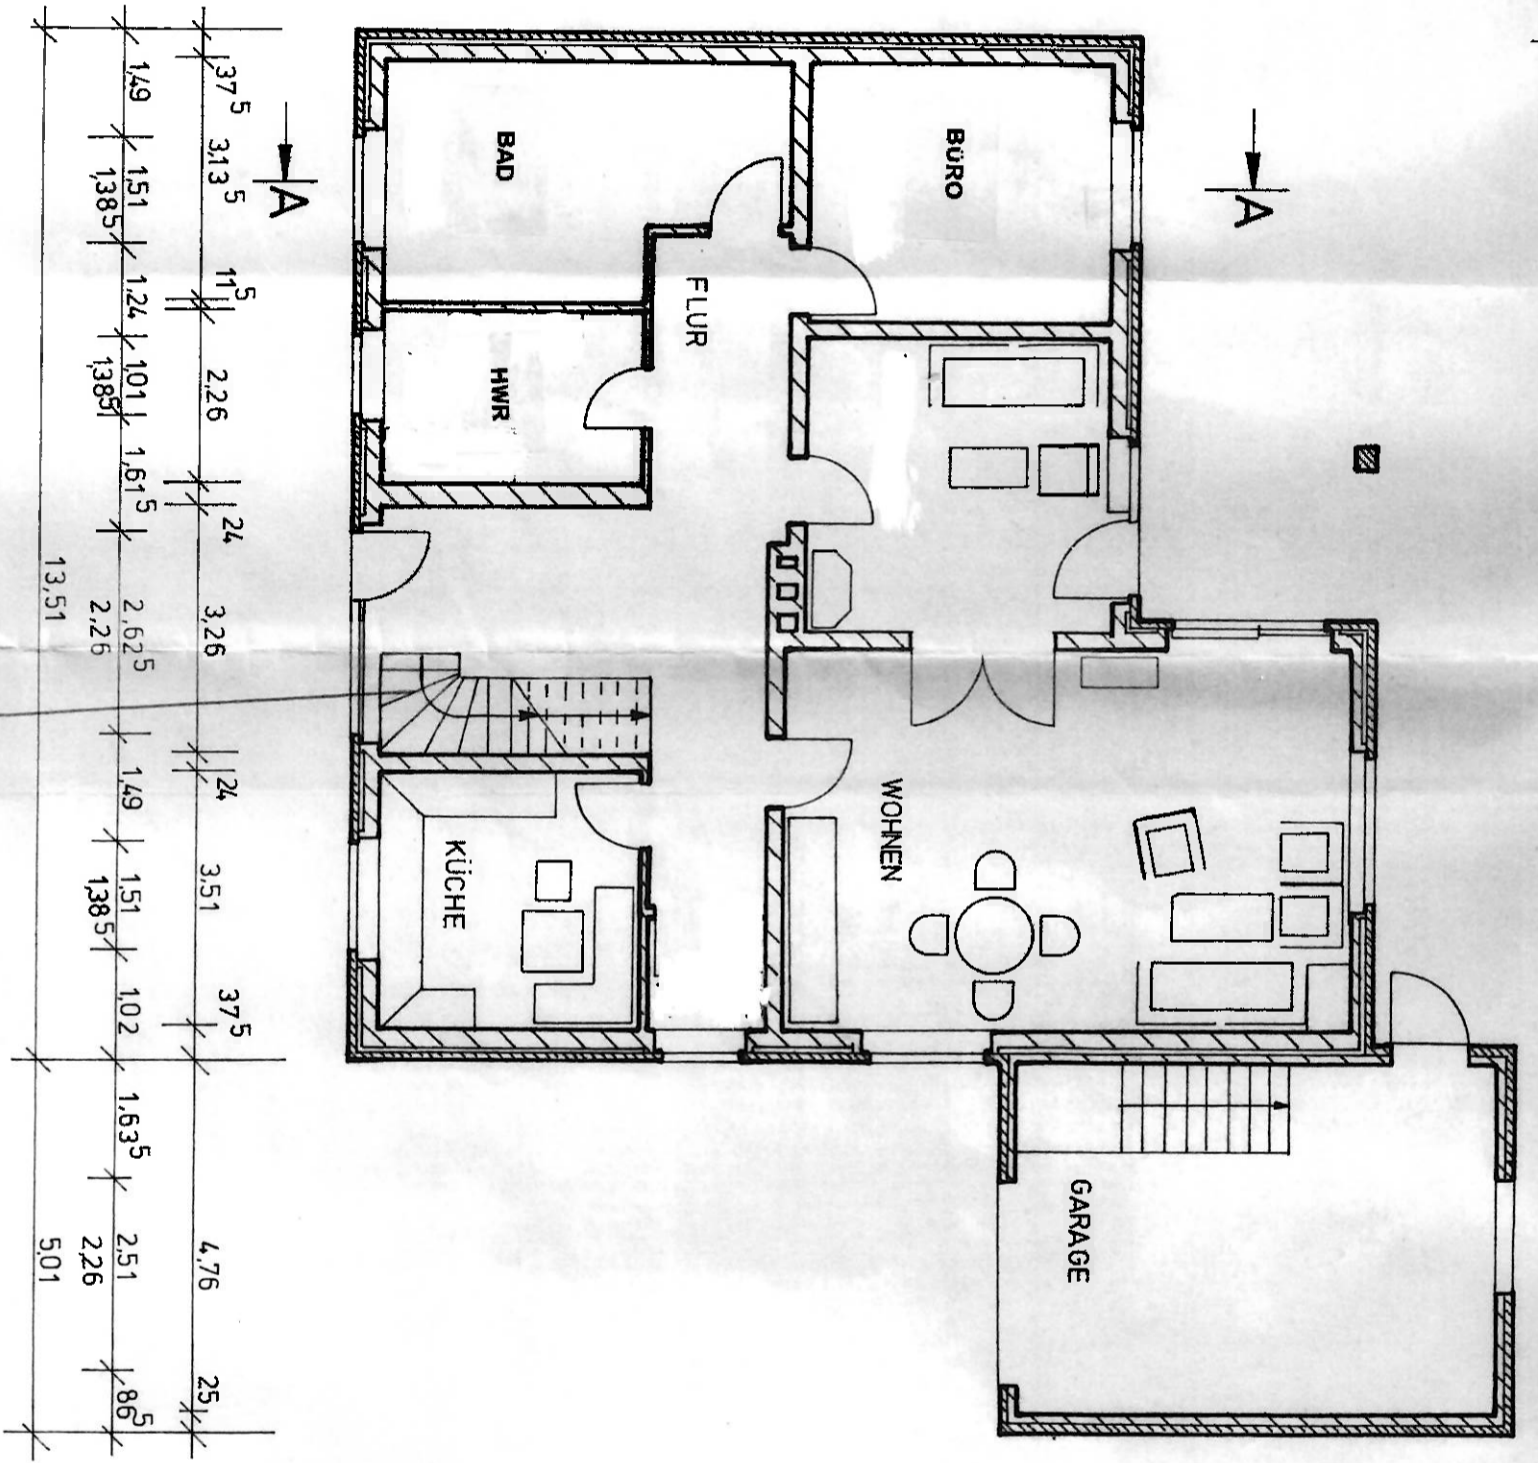 BAD
BÜRO
A
A
FLUR
HWR
WOHNEN
KÜCHE
GARAGE
37⁵ 3,13⁵ 11⁵ 2,26 24 3,26 24 3,51 37⁵ 4,76 25
1,49 1,51 1,24 1,01 1,61⁵ 2,62⁵ 1,49 1,51 1,02 1,63⁵ 2,51 86⁵
1,38⁵ 1,38⁵ 2,26 1,38⁵ 2,26
13,51 5,01